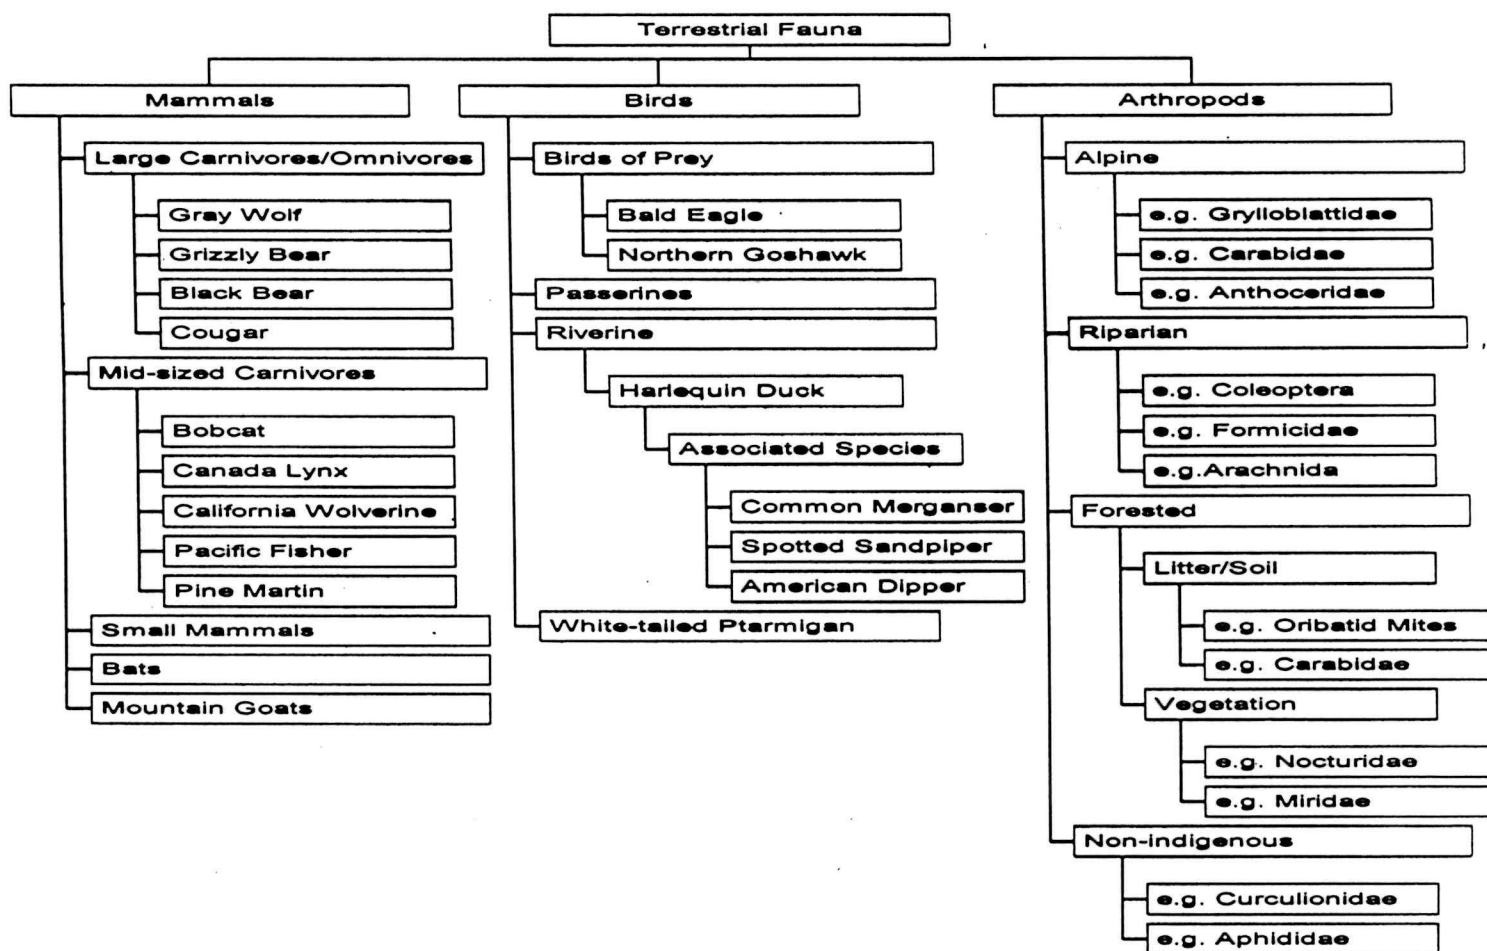 Terrestrial Fauna
Mammals
Large Carnivores/Omnivores
Gray Wolf
Grizzly Bear
Black Bear
Cougar
Mid-sized Carnivores
Bobcat
Canada Lynx
California Wolverine
Pacific Fisher
Pine Martin
Small Mammals
Bats
Mountain Goats
Birds
Birds of Prey
Bald Eagle
Northern Goshawk
Passerines
Riverine
Harlequin Duck
Associated Species
Common Merganser
Spotted Sandpiper
American Dipper
White-tailed Ptarmigan
Arthropods
Alpine
e.g. Grylloblattidae
e.g. Carabidae
e.g. Anthoceridae
Riparian
e.g. Coleoptera
e.g. Formicidae
e.g.Arachnida
Forested
Litter/Soil
e.g. Oribatid Mites
e.g. Carabidae
Vegetation
e.g. Nocturidae
e.g. Miridae
Non-indigenous
e.g. Curculionidae
e.g. Aphididae